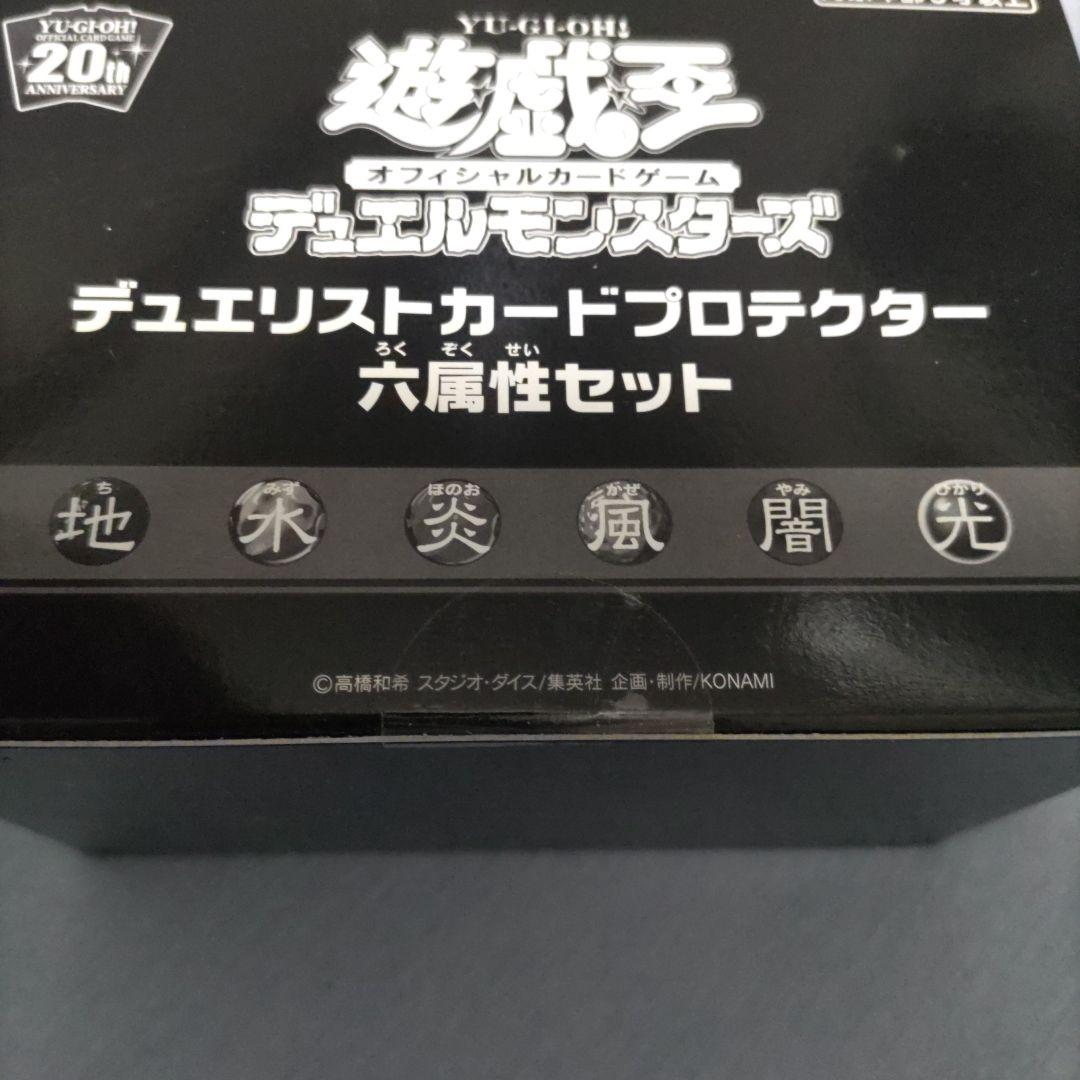 YU-GI-OH!
OFFICIAL CARD GAME
20th
ANNIVERSARY
YU-GI-OH!
遊戯王
オフィシャルカードゲーム
デュエルモンスターズ
デュエリストカードプロテクター
ろく ぞく せい
六属性セット
ち みず ほのお かぜ やみ ひかり
地 水 炎 風 闇 光
©高橋和希 スタジオ・ダイス/集英社 企画・制作/KONAMI